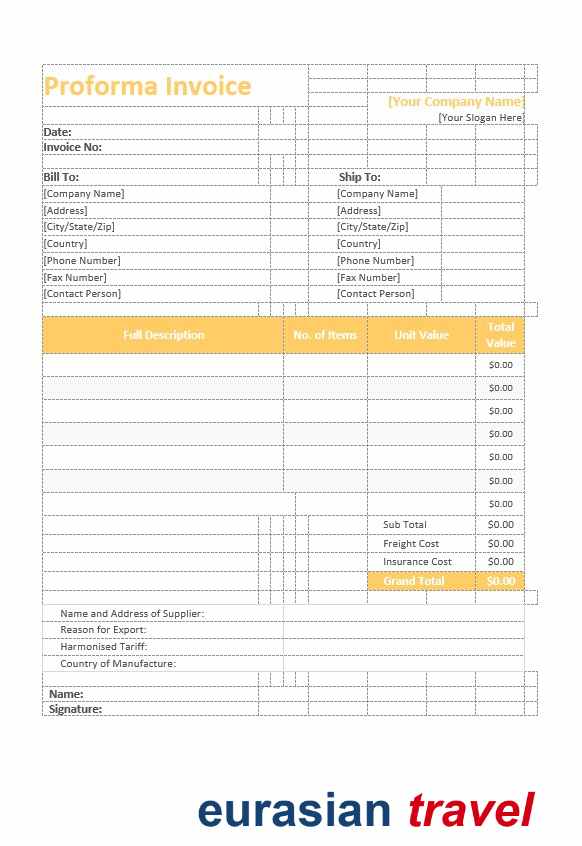 Proforma Invoice
[Your Company Name]
[Your Slogan Here]
Date:
Invoice No:
Bill To: Ship To:
[Company Name] [Company Name]
[Address] [Address]
[City/State/Zip] [City/State/Zip]
[Country] [Country]
[Phone Number] [Phone Number]
[Fax Number] [Fax Number]
[Contact Person] [Contact Person]
Full Description No. of Items Unit Value Total Value
$0.00
$0.00
$0.00
$0.00
$0.00
$0.00
$0.00
Sub Total $0.00
Freight Cost $0.00
Insurance Cost $0.00
Grand Total $0.00
Name and Address of Supplier:
Reason for Export:
Harmonised Tariff:
Country of Manufacture:
Name:
Signature:
eurasian travel